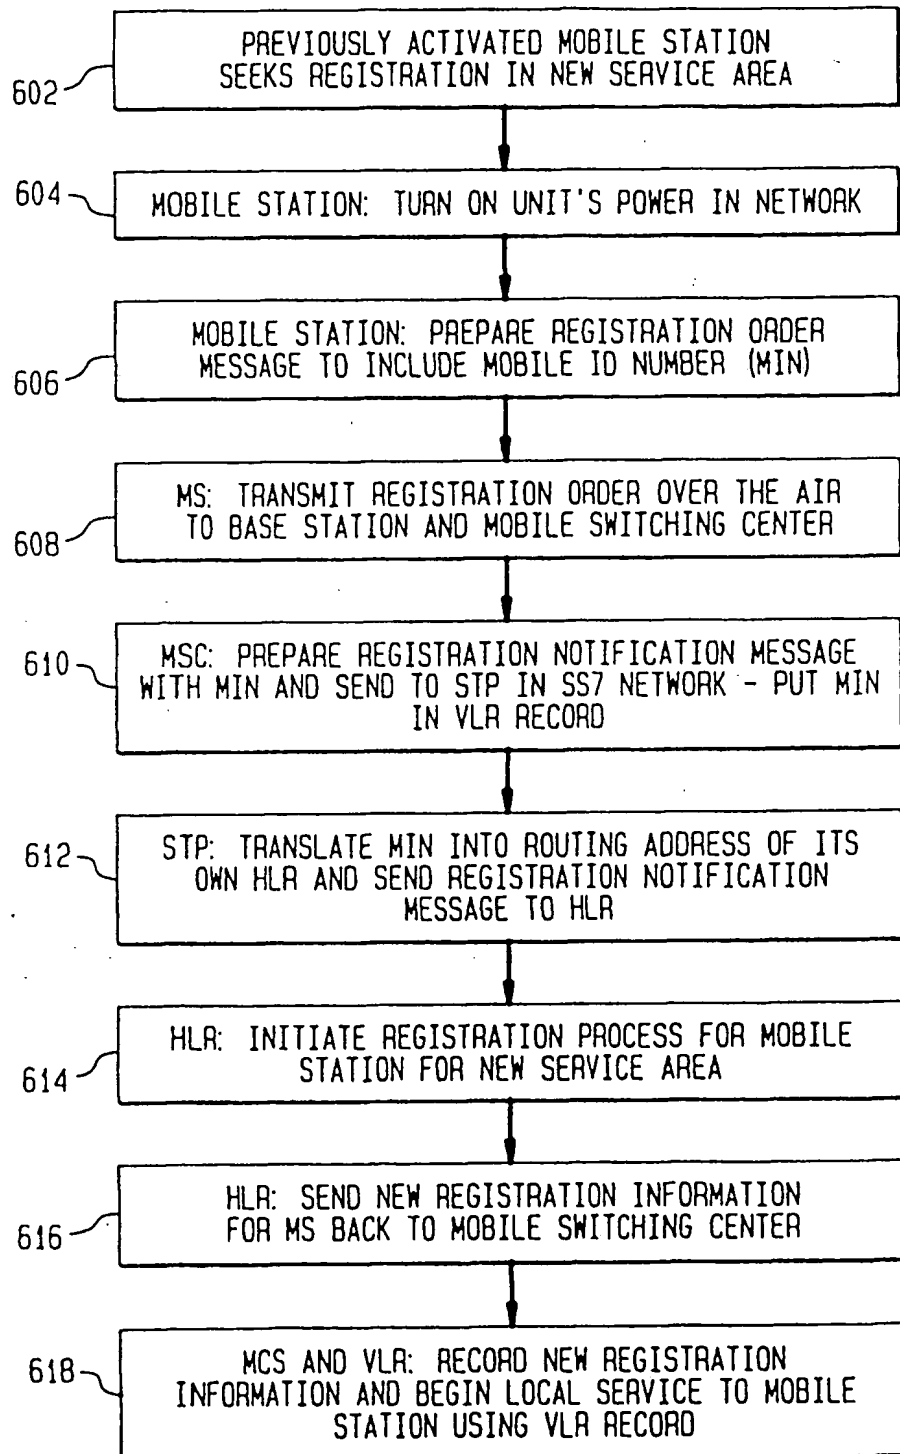 PREVIOUSLY ACTIVATED MOBILE STATION
SEEKS REGISTRATION IN NEW SERVICE AREA
602
604
MOBILE STATION: TURN ON UNIT'S POWER IN NETWORK
MOBILE STATION: PREPARE REGISTRATION ORDER
MESSAGE TO INCLUDE MOBILE ID NUMBER (MIN)
606
MS: TRANSMIT REGISTRATION ORDER OVER THE AIR
TO BASE STATION AND MOBILE SWITCHING CENTER
608
610
MSC: PREPARE REGISTRATION NOTIFICATION MESSAGE
WITH MIN AND SEND TO STP IN SS7 NETWORK - PUT MIN
IN VLR RECORD
612
STP: TRANSLATE MIN INTO ROUTING ADDRESS OF ITS
OWN HLR AND SEND REGISTRATION NOTIFICATION
MESSAGE TO HLR
HLR: INITIATE REGISTRATION PROCESS FOR MOBILE
STATION FOR NEW SERVICE AREA
614
HLR: SEND NEW REGISTRATION INFORMATION
FOR MS BACK TO MOBILE SWITCHING CENTER
616
618
MCS AND VLR: RECORD NEW REGISTRATION
INFORMATION AND BEGIN LOCAL SERVICE TO MOBILE
STATION USING VLR RECORD